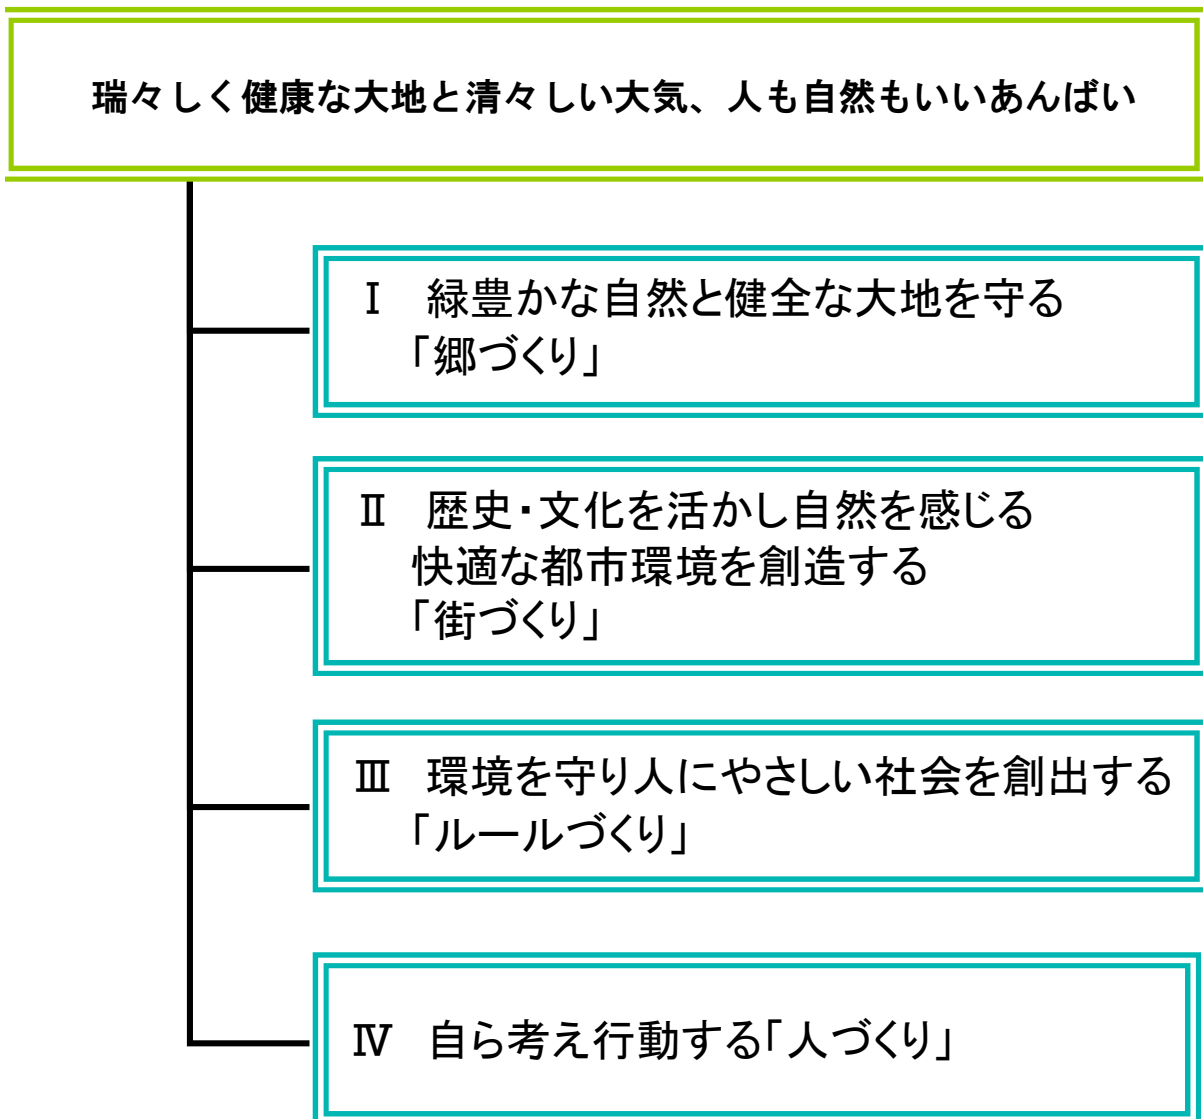 瑞々しく健康な大地と清々しい大気、人も自然もいいあんばい
Ⅰ　緑豊かな自然と健全な大地を守る
「郷づくり」
Ⅱ　歴史・文化を活かし自然を感じる
快適な都市環境を創造する
「街づくり」
Ⅲ　環境を守り人にやさしい社会を創出する
「ルールづくり」
Ⅳ　自ら考え行動する「人づくり」